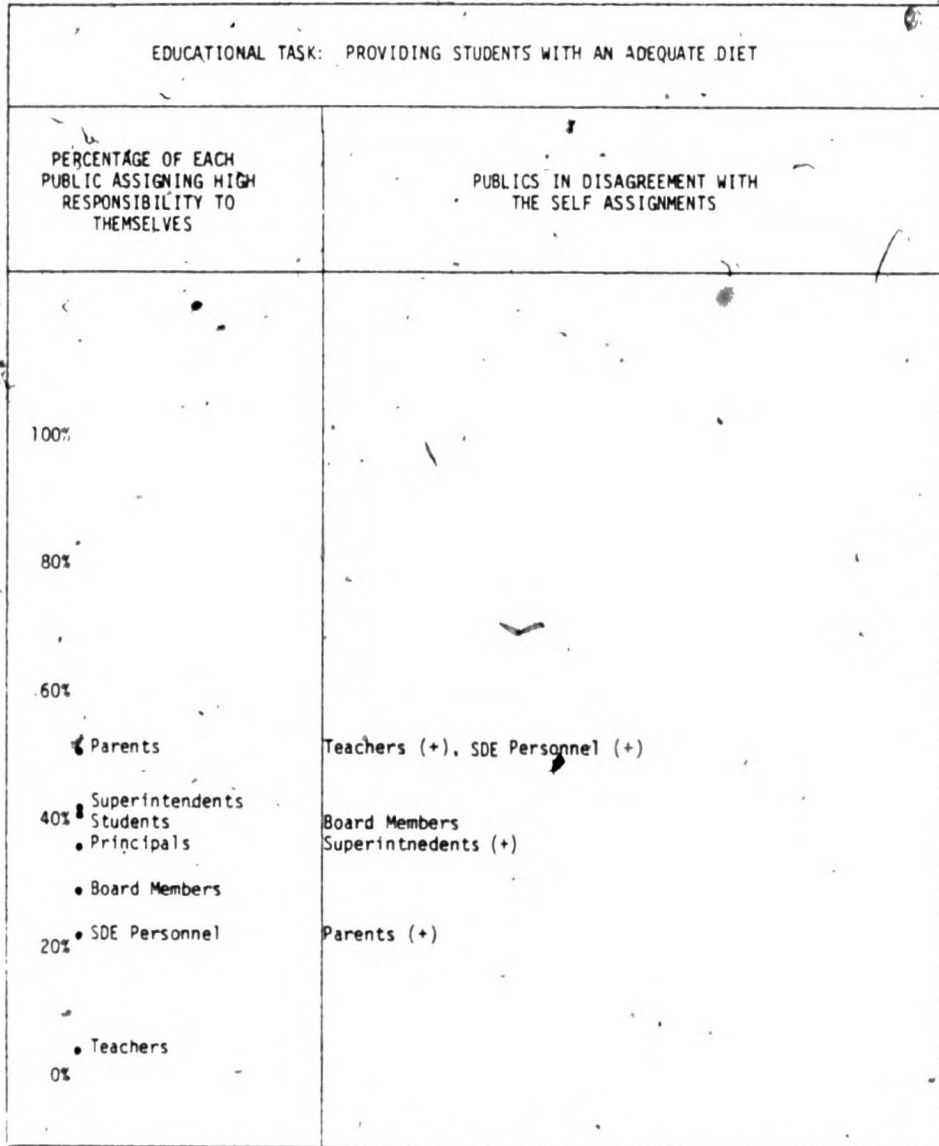 EDUCATIONAL TASK: PROVIDING STUDENTS WITH AN ADEQUATE DIET
PERCENTAGE OF EACH
PUBLIC ASSIGNING HIGH
RESPONSIBILITY TO
THEMSELVES
PUBLICS IN DISAGREEMENT WITH
THE SELF ASSIGNMENTS
100%
80%
60%
Parents Teachers (+), SDE Personnel (+)
Superintendents
40% Students Board Members
Principals Superintnedents (+)
Board Members
20% SDE Personnel Parents (+)
Teachers
0%